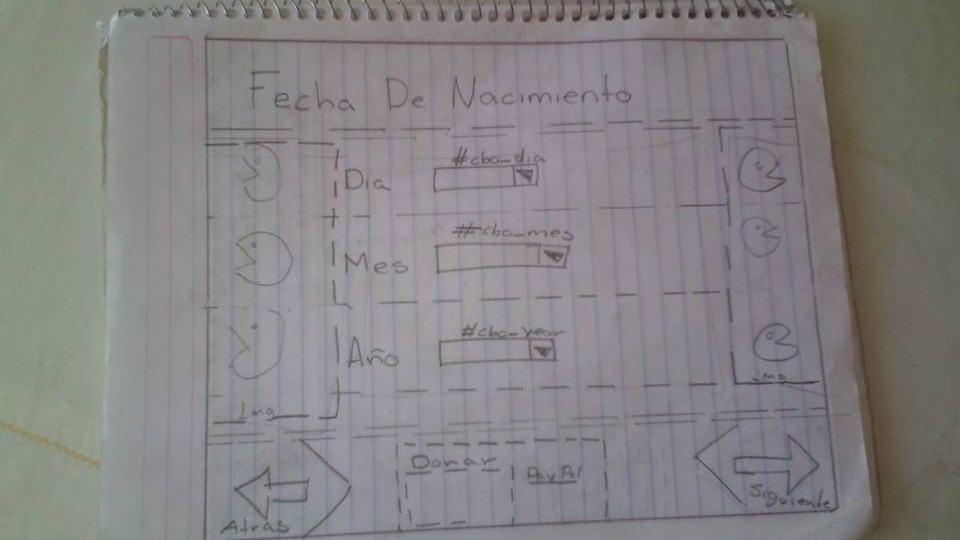 Fecha De Nacimiento
#cbo_dia
Dia
#cbo_mes
Mes
#cbo_year
Año
Img
Img
Donar
PayPal
Atras
Siguiente